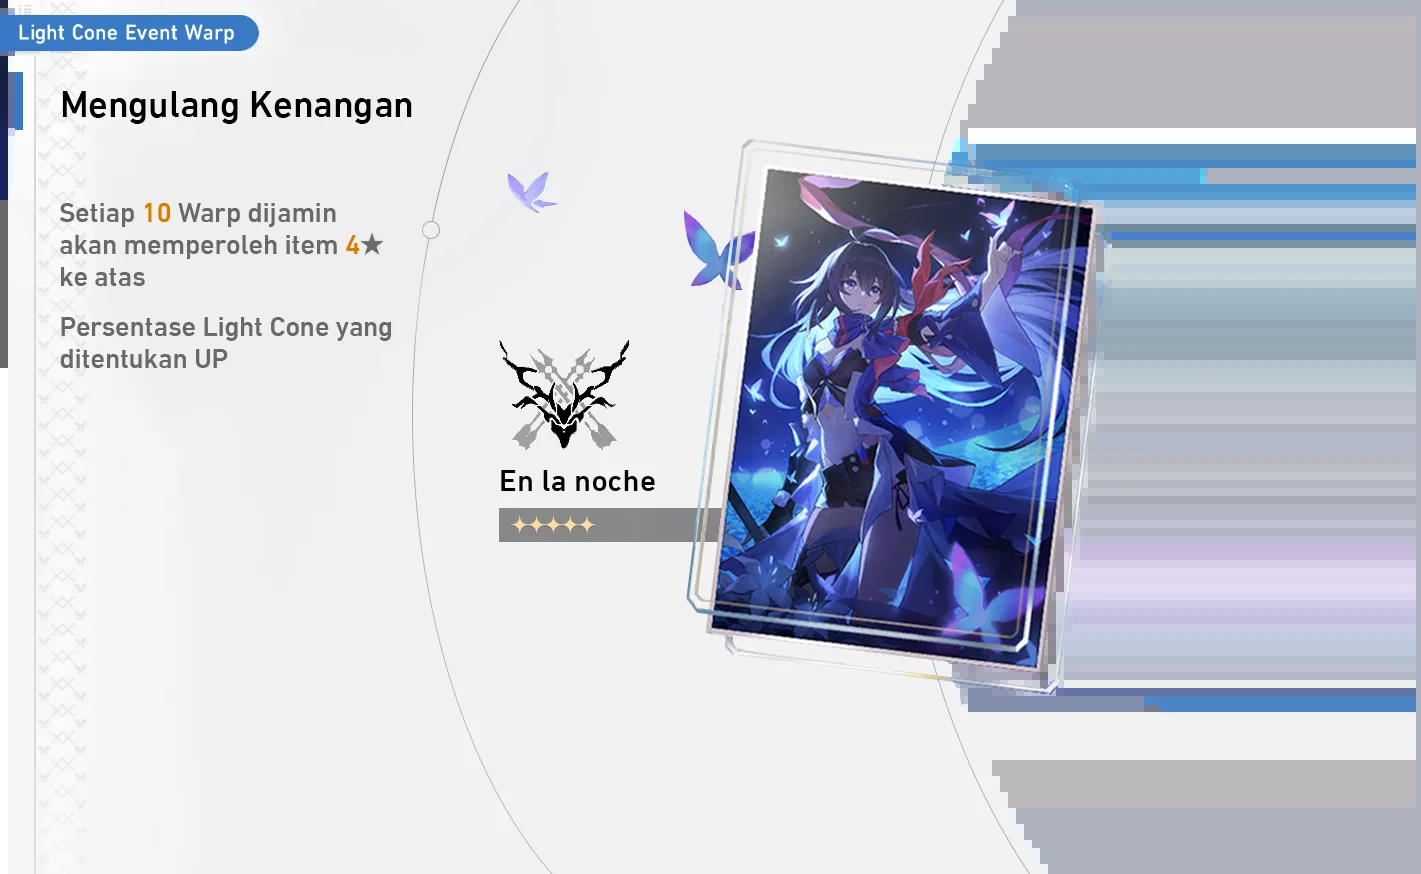 Light Cone Event Warp
Mengulang Kenangan
Setiap 10 Warp dijamin
akan memperoleh item 4★
ke atas
Persentase Light Cone yang
ditentukan UP
En la noche